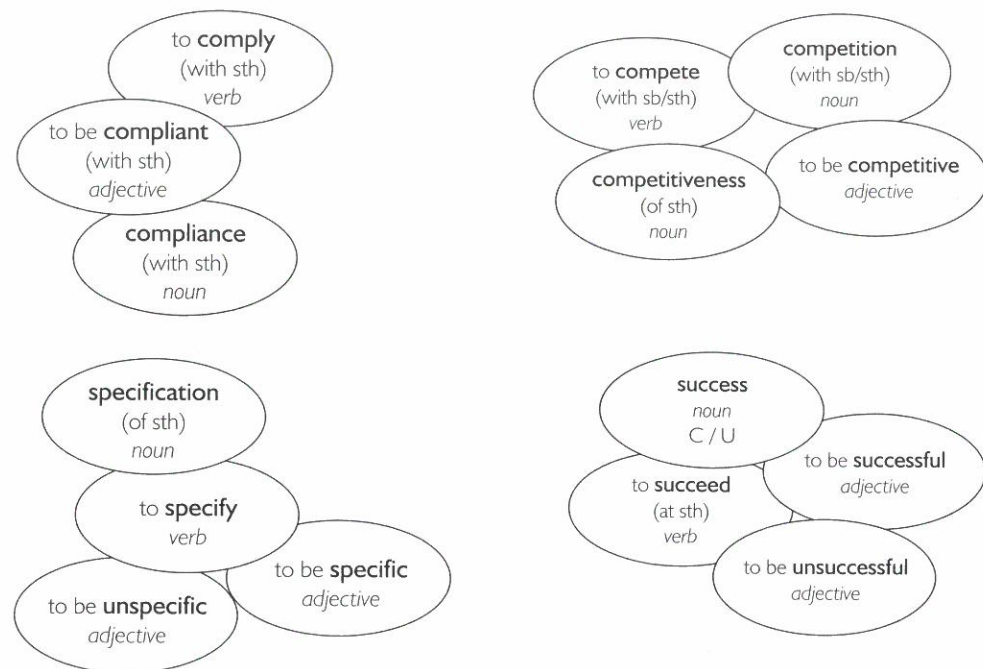 to comply
(with sth)
verb
to be compliant
(with sth)
adjective
compliance
(with sth)
noun
to compete
(with sb/sth)
verb
competition
(with sb/sth)
noun
competitiveness
(of sth)
noun
to be competitive
adjective
specification
(of sth)
noun
to specify
verb
to be specific
adjective
to be unspecific
adjective
success
noun
C / U
to succeed
(at sth)
verb
to be successful
adjective
to be unsuccessful
adjective